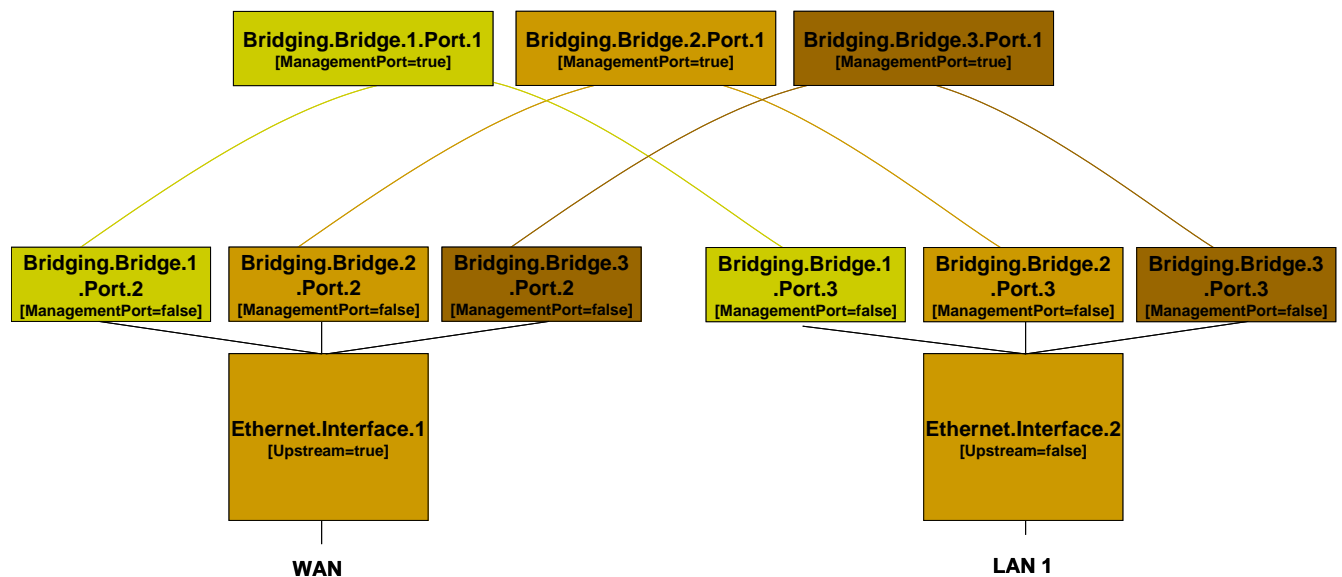 Bridging.Bridge.1.Port.1
[ManagementPort=true]
Bridging.Bridge.2.Port.1
[ManagementPort=true]
Bridging.Bridge.3.Port.1
[ManagementPort=true]
Bridging.Bridge.1
.Port.2
[ManagementPort=false]
Bridging.Bridge.2
.Port.2
[ManagementPort=false]
Bridging.Bridge.3
.Port.2
[ManagementPort=false]
Bridging.Bridge.1
.Port.3
[ManagementPort=false]
Bridging.Bridge.2
.Port.3
[ManagementPort=false]
Bridging.Bridge.3
.Port.3
[ManagementPort=false]
Ethernet.Interface.1
[Upstream=true]
Ethernet.Interface.2
[Upstream=false]
WAN
LAN 1